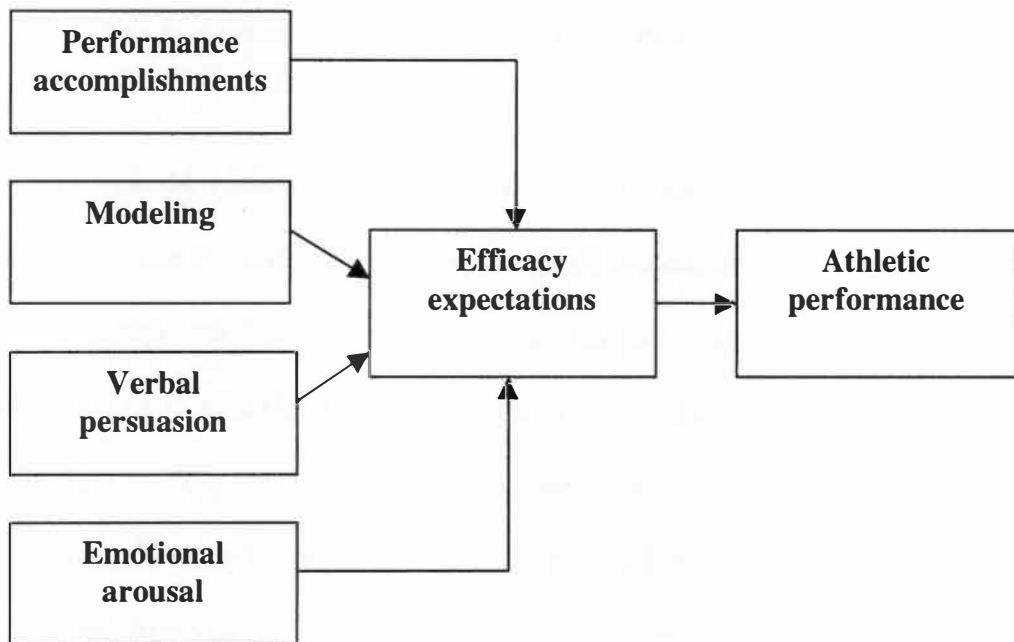 Performance
accomplishments
Modeling
Verbal
persuasion
Emotional
arousal
Efficacy
expectations
Athletic
performance